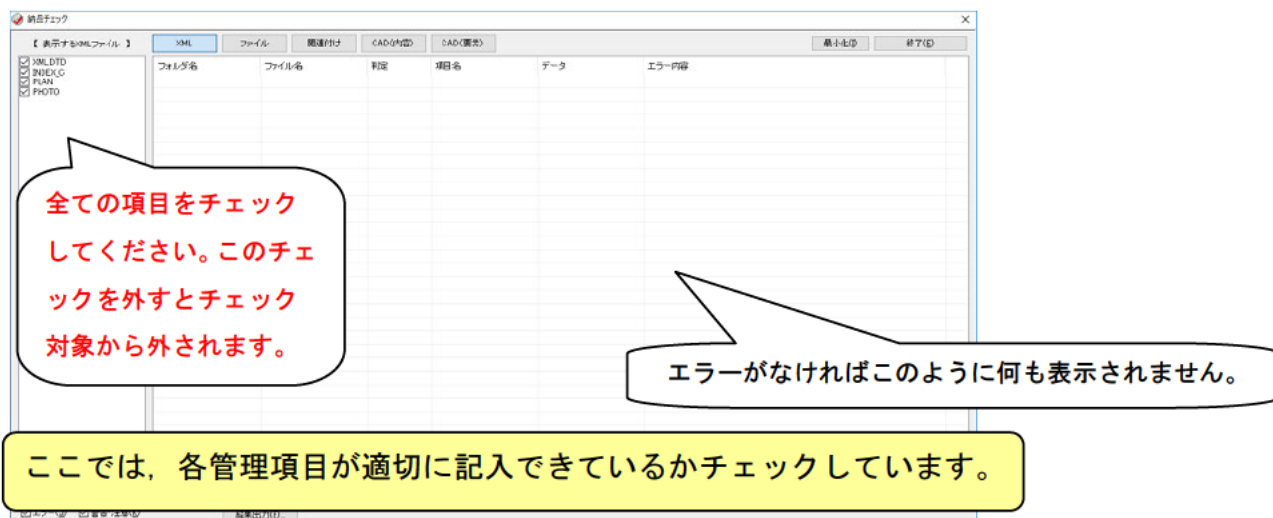 納品チェック
【 表示するXMLファイル 】 XML ファイル 関連付け CAD(内容) CAD(要素) 最小化(I) 終了(E)
XMLDTD
INDEX_C
PLAN
PHOTO
フォルダ名 ファイル名 判定 項目名 データ エラー内容
全ての項目をチェック
してください。このチェ
ックを外すとチェック
対象から外されます。
エラーがなければこのように何も表示されません。
ここでは，各管理項目が適切に記入できているかチェックしています。